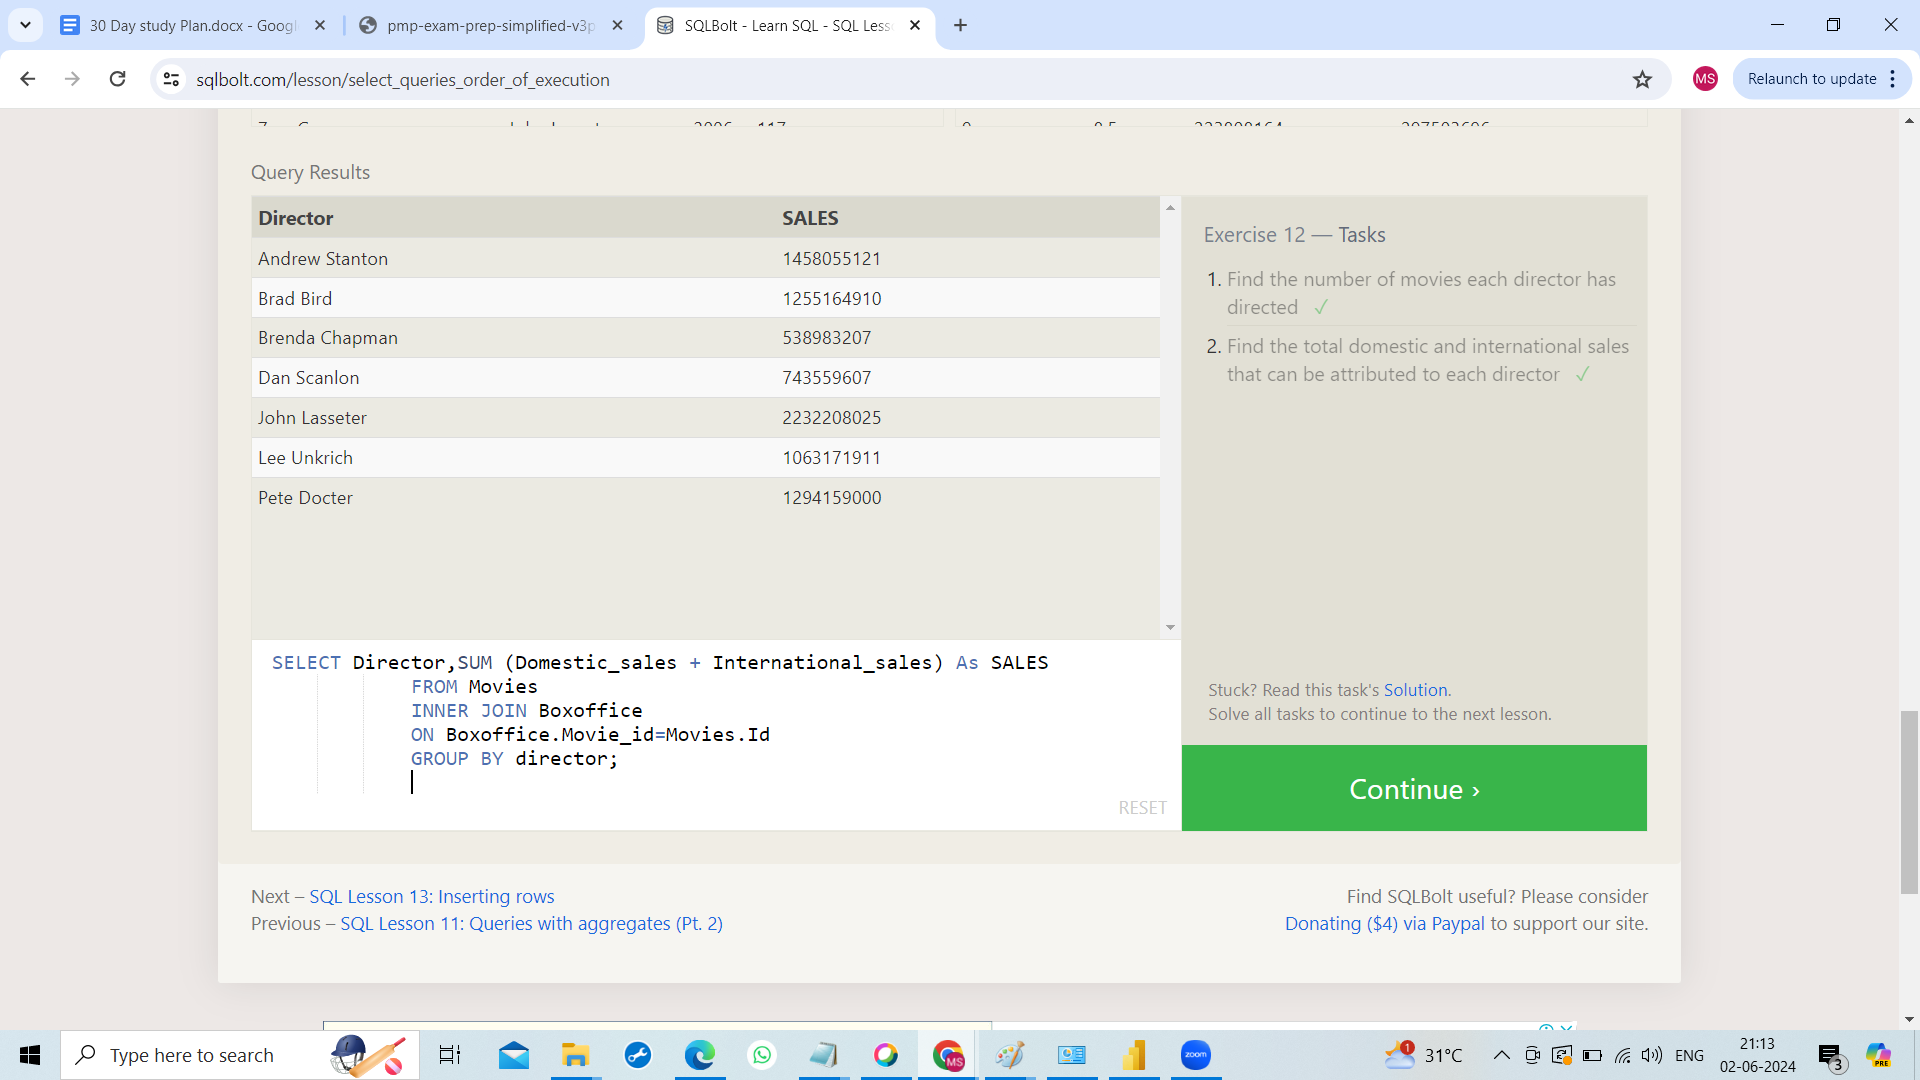 30 Day study Plan.docx - Googl
pmp-exam-prep-simplified-v3p
SQLBolt - Learn SQL - SQL Less
sqlbolt.com/lesson/select_queries_order_of_execution
MS
Relaunch to update
Query Results
Director SALES
Andrew Stanton 1458055121
Brad Bird 1255164910
Brenda Chapman 538983207
Dan Scanlon 743559607
John Lasseter 2232208025
Lee Unkrich 1063171911
Pete Docter 1294159000
Exercise 12 — Tasks
1. Find the number of movies each director has
directed ✓
2. Find the total domestic and international sales
that can be attributed to each director ✓
SELECT Director,SUM (Domestic_sales + International_sales) As SALES
FROM Movies
INNER JOIN Boxoffice
ON Boxoffice.Movie_id=Movies.Id
GROUP BY director;
RESET
Stuck? Read this task's Solution.
Solve all tasks to continue to the next lesson.
Continue ›
Next – SQL Lesson 13: Inserting rows
Previous – SQL Lesson 11: Queries with aggregates (Pt. 2)
Find SQLBolt useful? Please consider
Donating ($4) via Paypal to support our site.
Type here to search
MS
zoom
1
31°C
ENG
21:13
02-06-2024
3
PRE